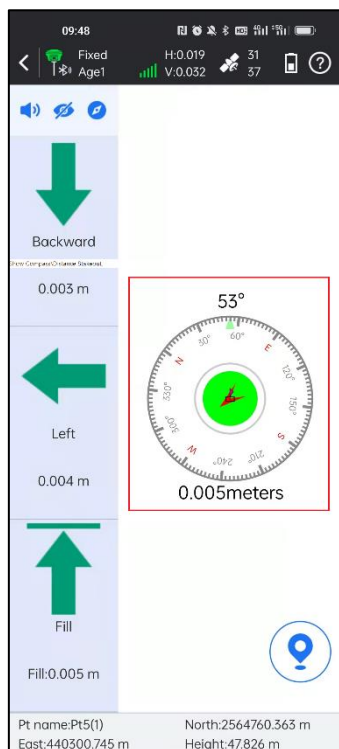 09:48
Fixed H:0.019 31
Age1 V:0.032 37
Backward
Show Compass\Distance Stakeout,
0.003 m
53°
30° 60°
N E
330° 120°
300° 150°
W S
240° 210°
0.005meters
Left
0.004 m
Fill
Fill:0.005 m
Pt name:Pt5(1) North:2564760.363 m
East:440300.745 m Height:47.826 m